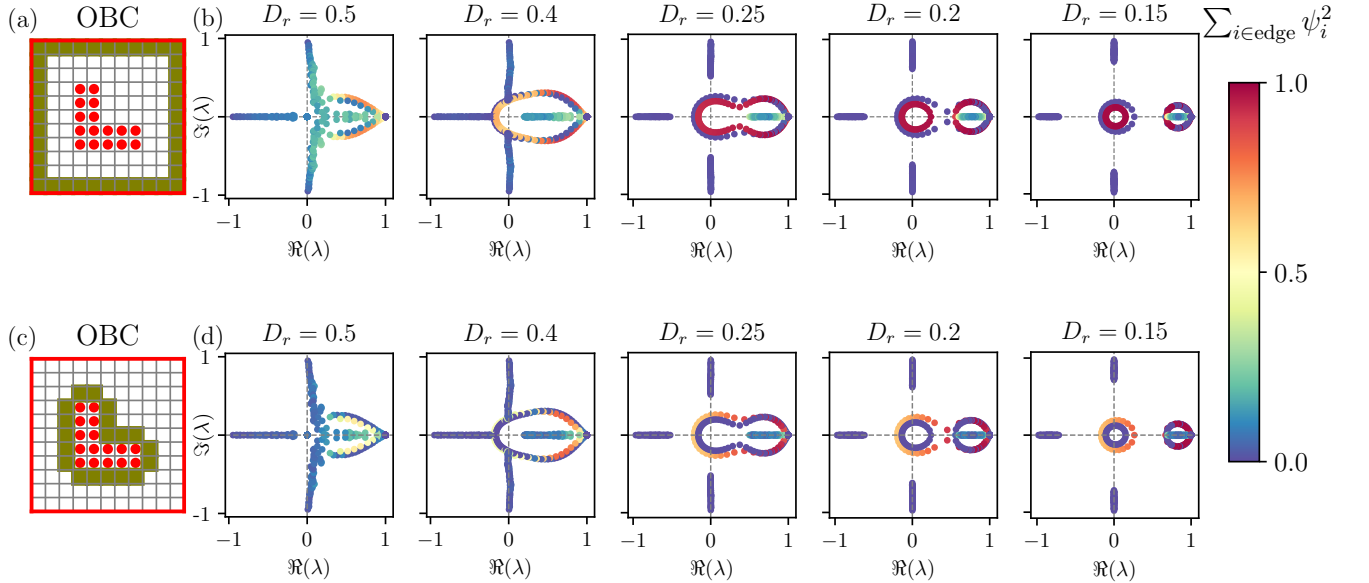 (a) OBC (b) D_r = 0.5 D_r = 0.4 D_r = 0.25 D_r = 0.2 D_r = 0.15 ∑_{i∈edge} ψ_i^2
1
ℑ(λ)
-1
−1 0 1 −1 0 1 −1 0 1 −1 0 1 −1 0 1
ℜ(λ) ℜ(λ) ℜ(λ) ℜ(λ) ℜ(λ)
1.0
0.5
0.0
(c) OBC (d) D_r = 0.5 D_r = 0.4 D_r = 0.25 D_r = 0.2 D_r = 0.15
1
ℑ(λ)
-1
−1 0 1 −1 0 1 −1 0 1 −1 0 1 −1 0 1
ℜ(λ) ℜ(λ) ℜ(λ) ℜ(λ) ℜ(λ)